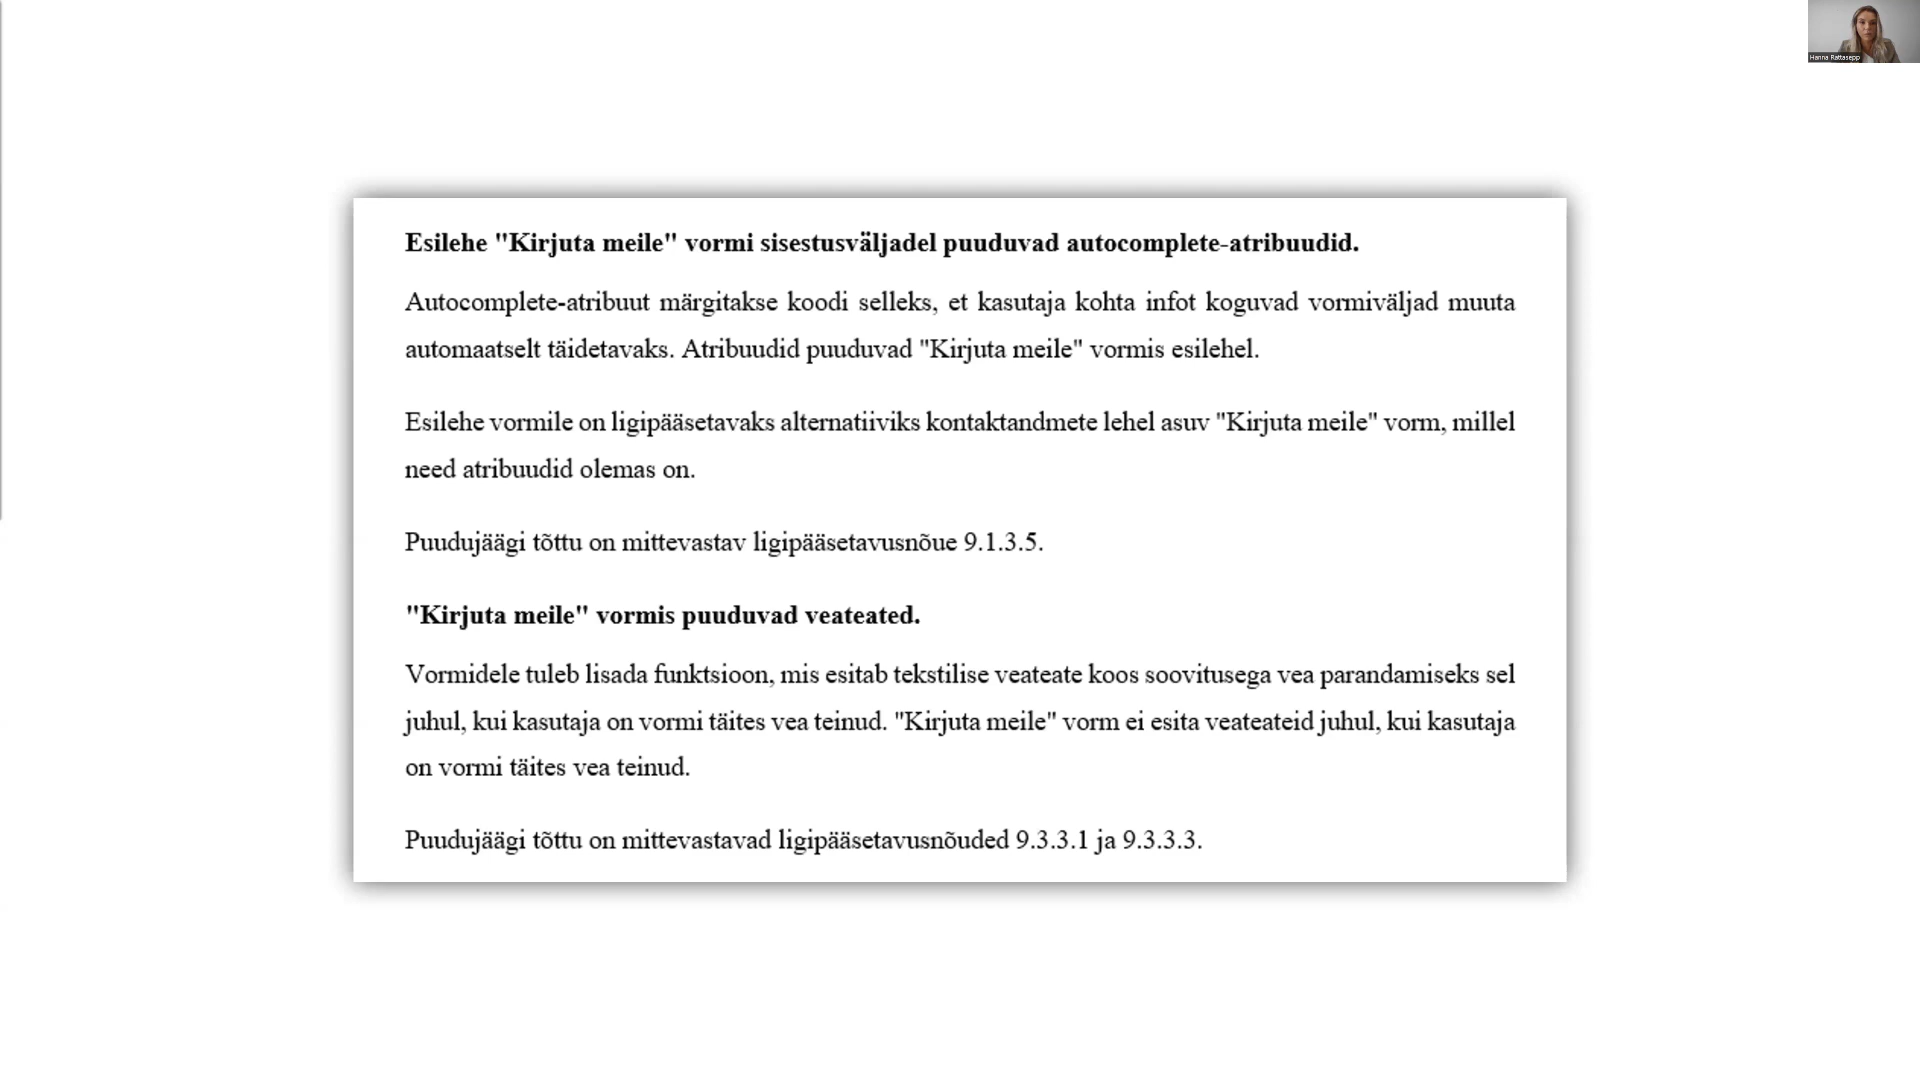 Hanna Rattasepp
Esilehe "Kirjuta meile" vormi sisestusväljadel puuduvad autocomplete-atribuudid.
Autocomplete-atribuut märgitakse koodi selleks, et kasutaja kohta infot koguvad vormiväljad muuta
automaatselt täidetavaks. Atribuudid puuduvad "Kirjuta meile" vormis esilehel.
Esilehe vormile on ligipääsetavaks alternatiiviks kontaktandmete lehel asuv "Kirjuta meile" vorm, millel
need atribuudid olemas on.
Puudujäägi tõttu on mittevastav ligipääsetavusnõue 9.1.3.5.
"Kirjuta meile" vormis puuduvad veateated.
Vormidele tuleb lisada funktsioon, mis esitab tekstilise veateate koos soovitusega vea parandamiseks sel
juhul, kui kasutaja on vormi täites vea teinud. "Kirjuta meile" vorm ei esita veateateid juhul, kui kasutaja
on vormi täites vea teinud.
Puudujäägi tõttu on mittevastavad ligipääsetavusnõuded 9.3.3.1 ja 9.3.3.3.